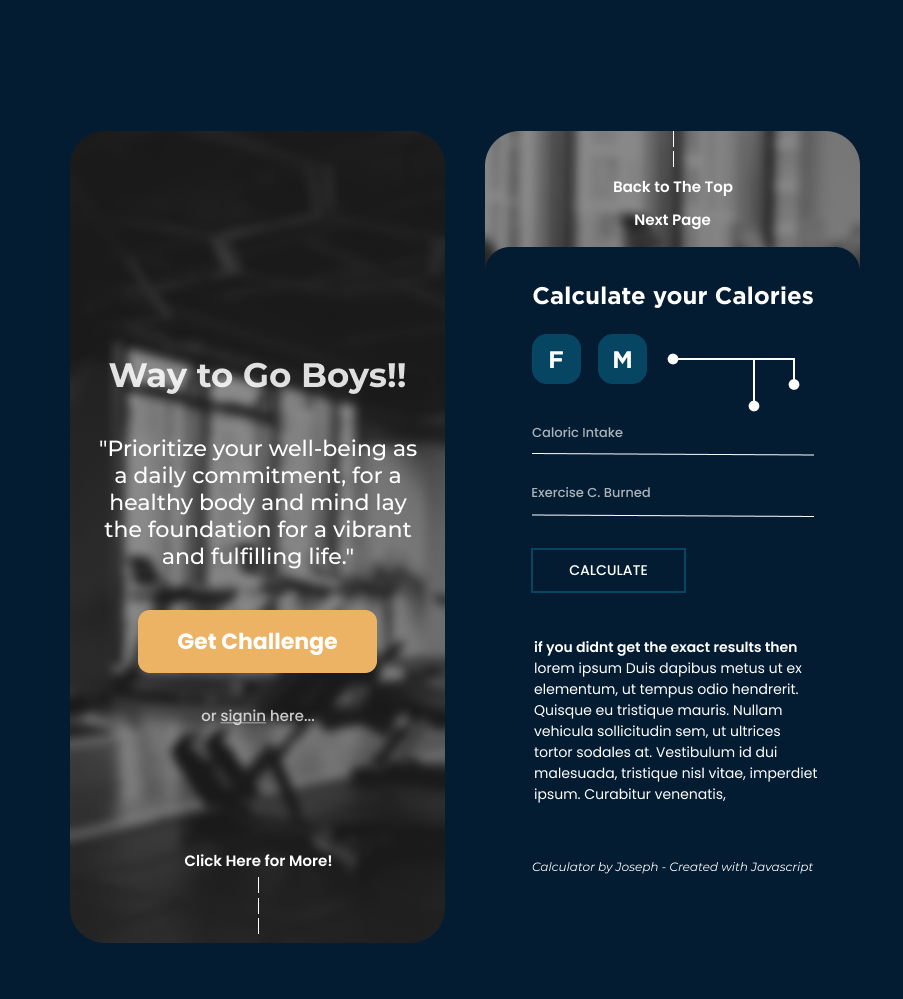 Way to Go Boys!!
"Prioritize your well-being as
a daily commitment, for a
healthy body and mind lay
the foundation for a vibrant
and fulfilling life."
Get Challenge
or signin here...
Click Here for More!
Back to The Top
Next Page
Calculate your Calories
F M
Caloric Intake
Exercise C. Burned
CALCULATE
if you didnt get the exact results then
lorem ipsum Duis dapibus metus ut ex
elementum, ut tempus odio hendrerit.
Quisque eu tristique mauris. Nullam
vehicula sollicitudin sem, ut ultrices
tortor sodales at. Vestibulum id dui
malesuada, tristique nisl vitae, imperdiet
ipsum. Curabitur venenatis,
Calculator by Joseph - Created with Javascript